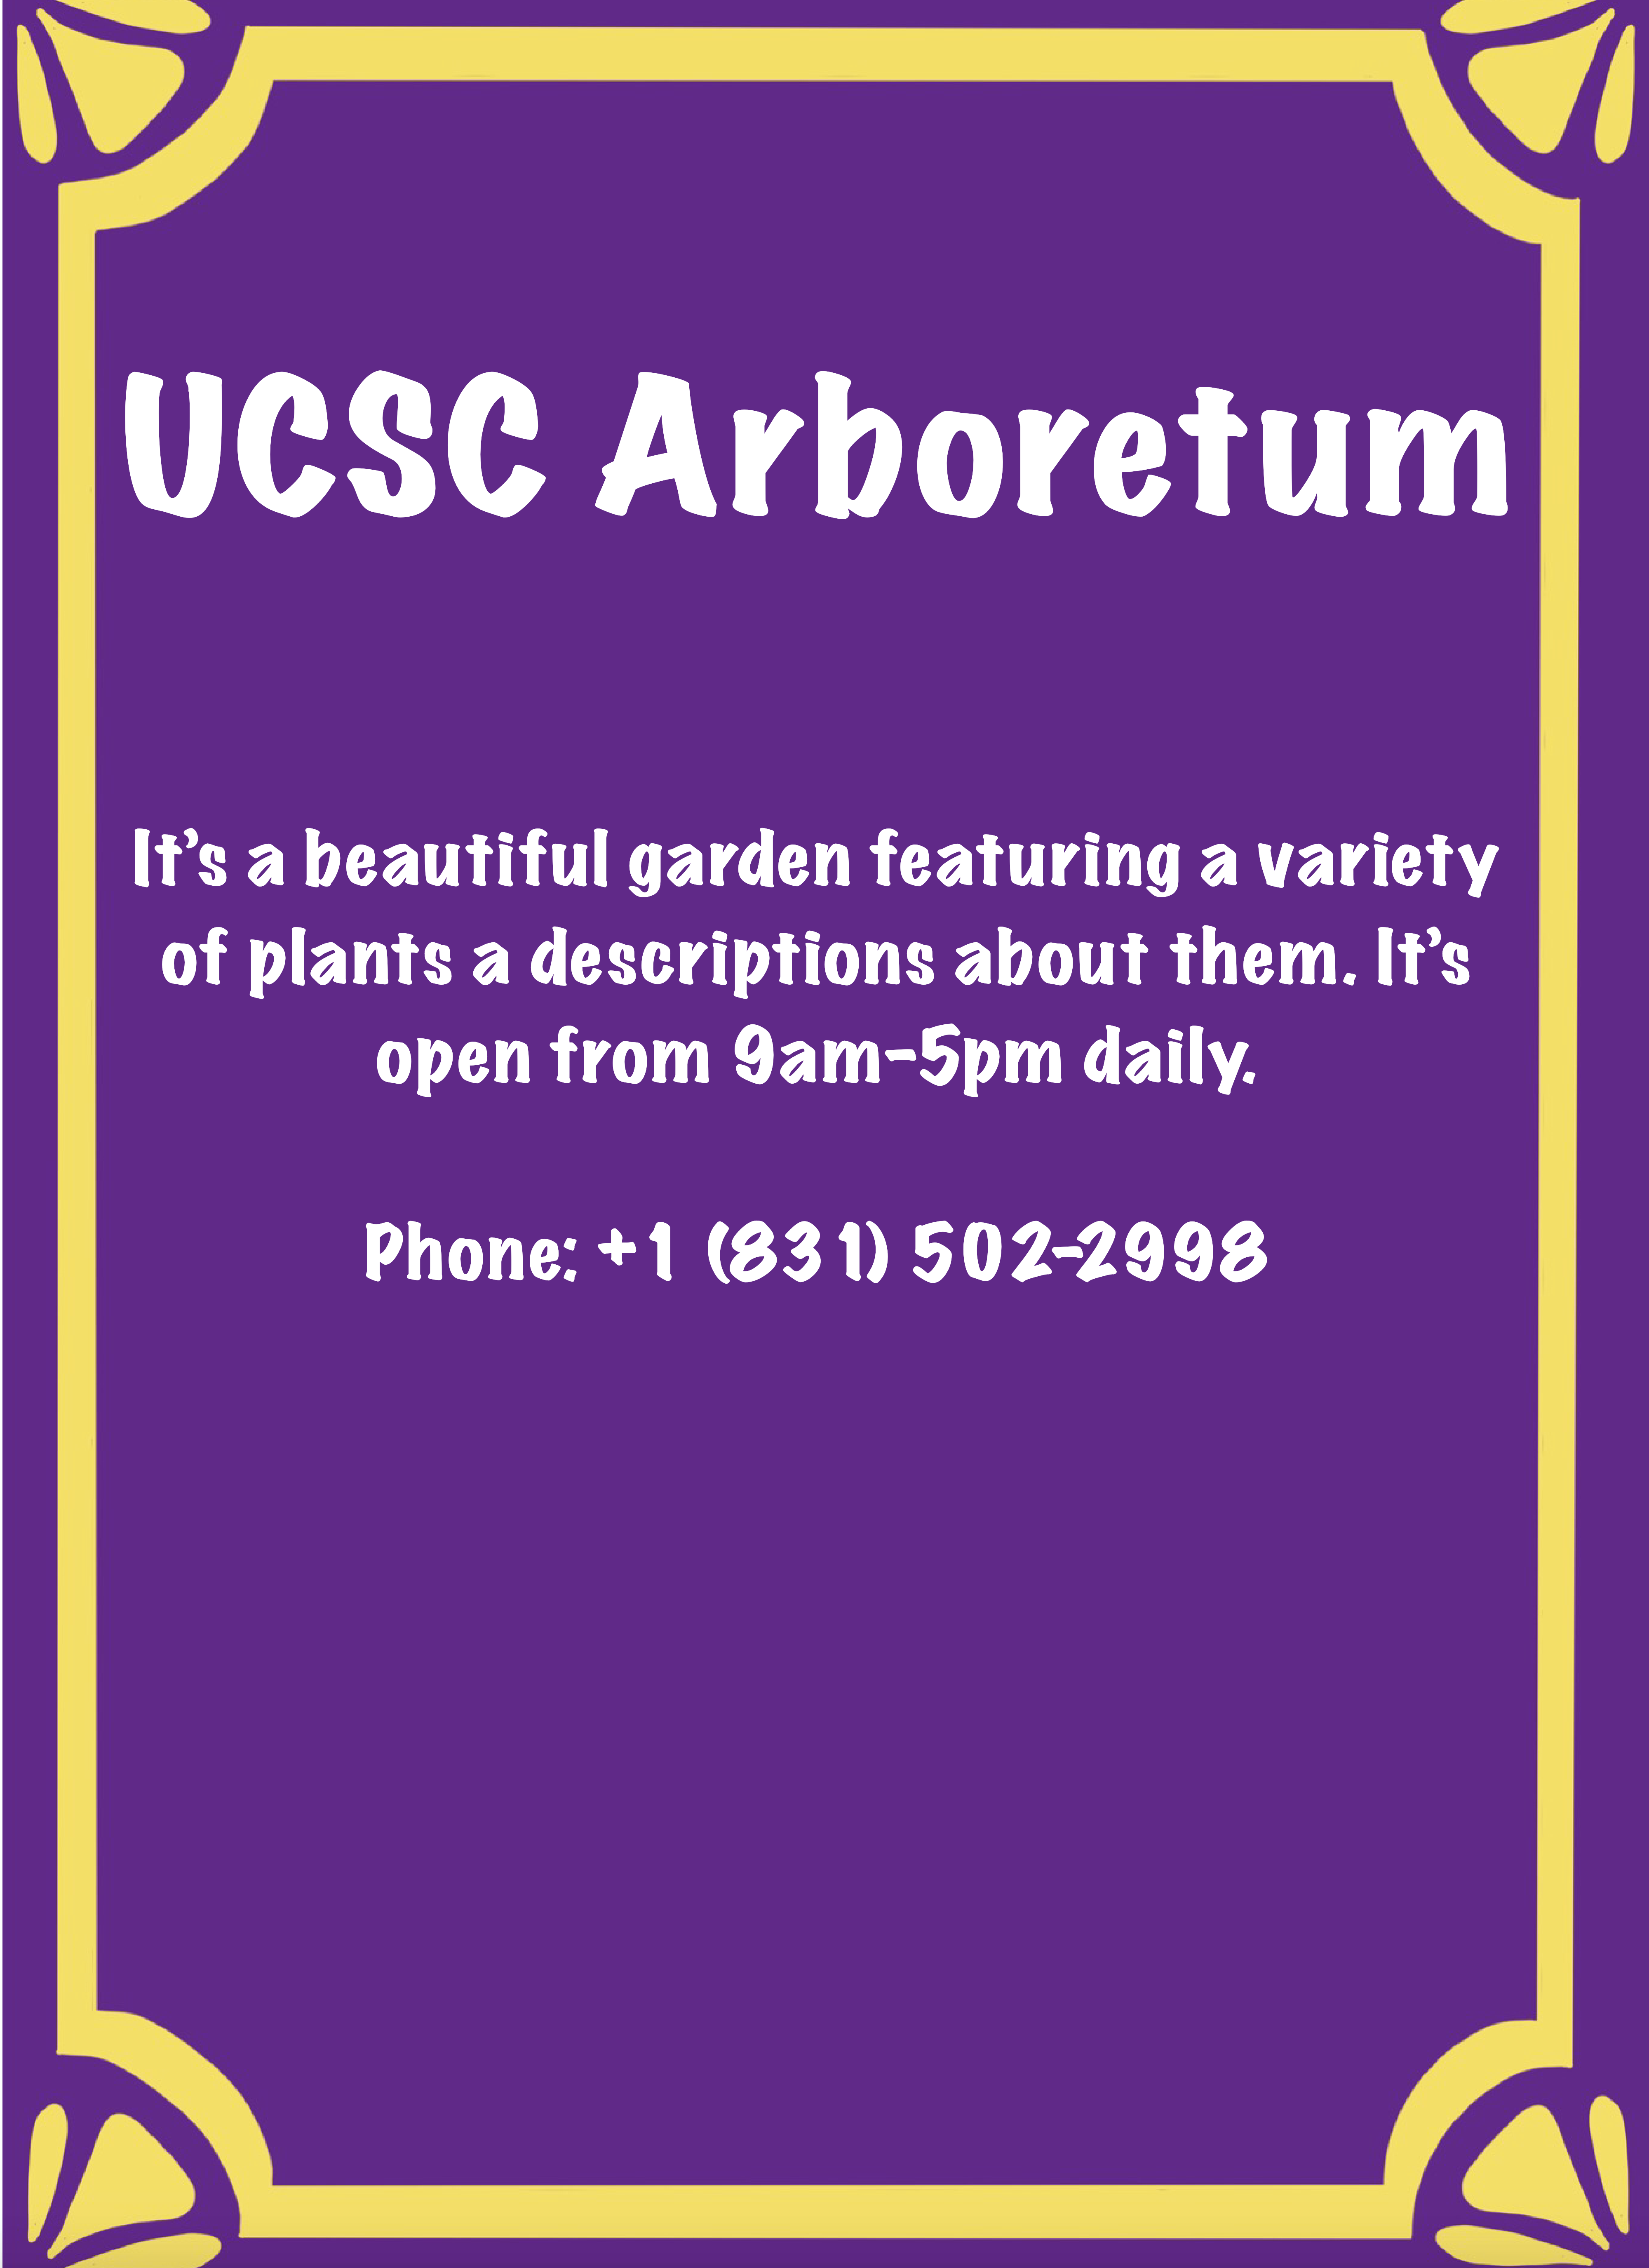 UCSC Arboretum
It's a beautiful garden featuring a variety
of plants a descriptions about them. It's
open from 9am-5pm daily.
Phone: +1 (831) 502-2998